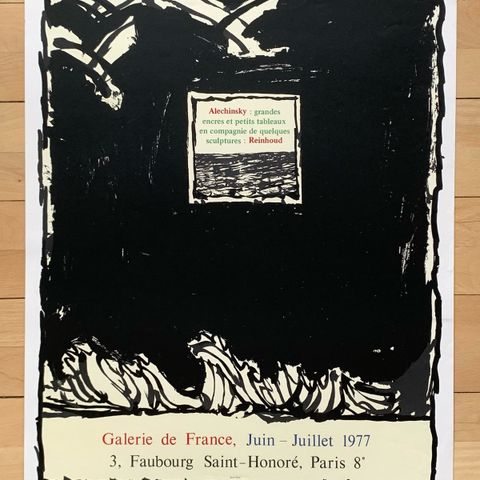 Alechinsky : grandes
encres et petits tableaux
en compagnie de quelques
sculptures : Reinhoud
Galerie de France, Juin – Juillet 1977
3, Faubourg Saint-Honoré, Paris 8e